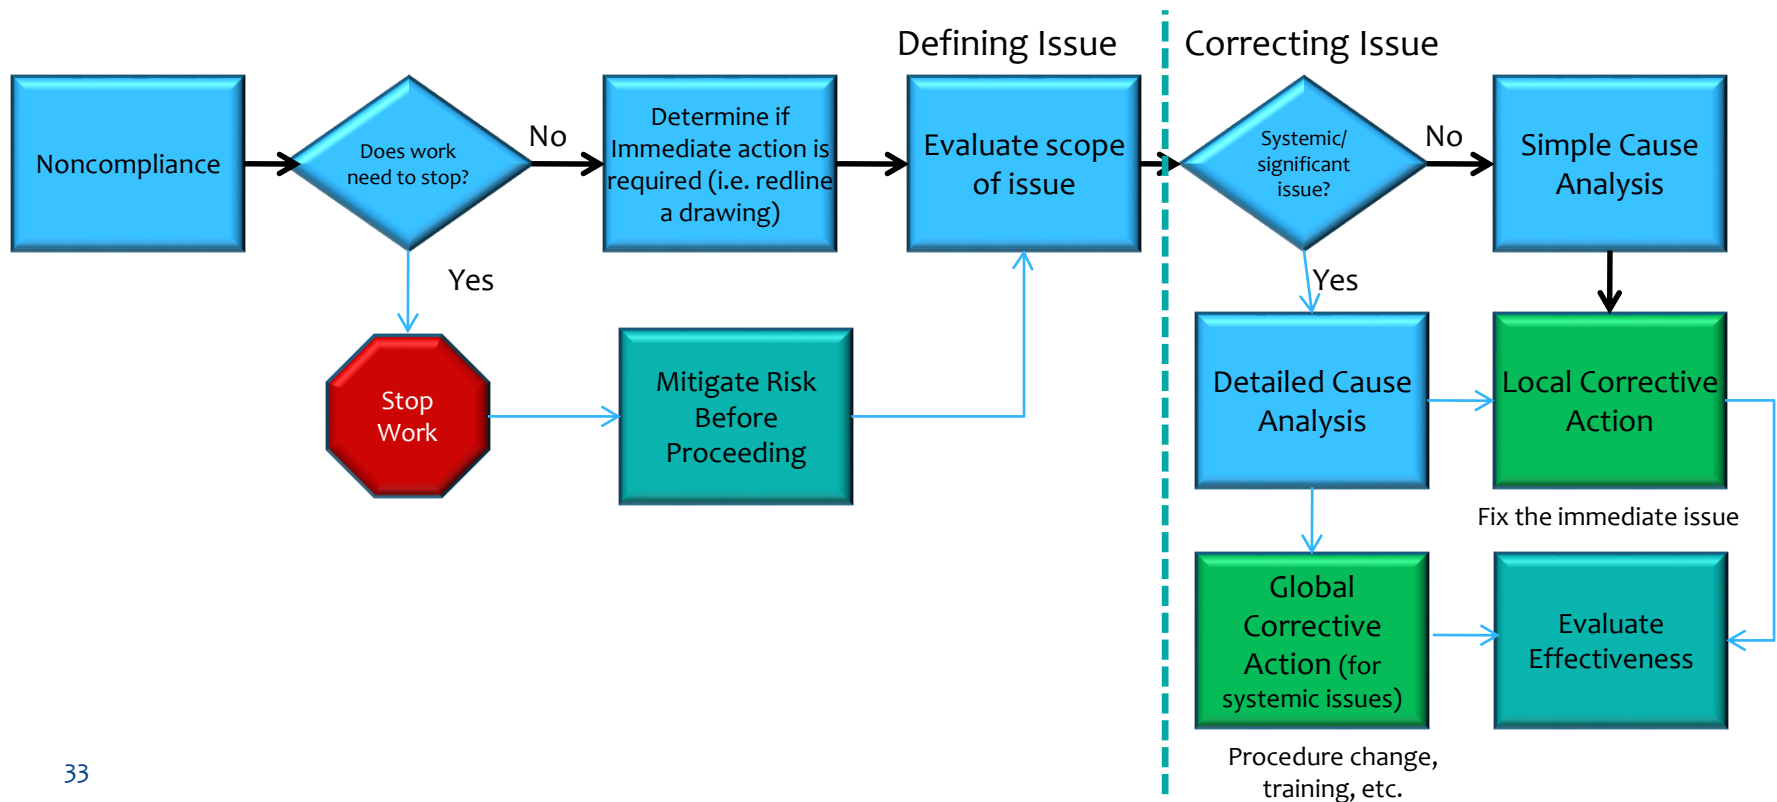 Defining Issue
Correcting Issue
Noncompliance
Does work
need to stop?
No
Determine if
Immediate action is
required (i.e. redline
a drawing)
Evaluate scope
of issue
Systemic/
significant
issue?
No
Simple Cause
Analysis
Yes
Yes
Stop
Work
Mitigate Risk
Before
Proceeding
Detailed Cause
Analysis
Local Corrective
Action
Fix the immediate issue
Global
Corrective
Action (for
systemic issues)
Evaluate
Effectiveness
Procedure change,
training, etc.
33